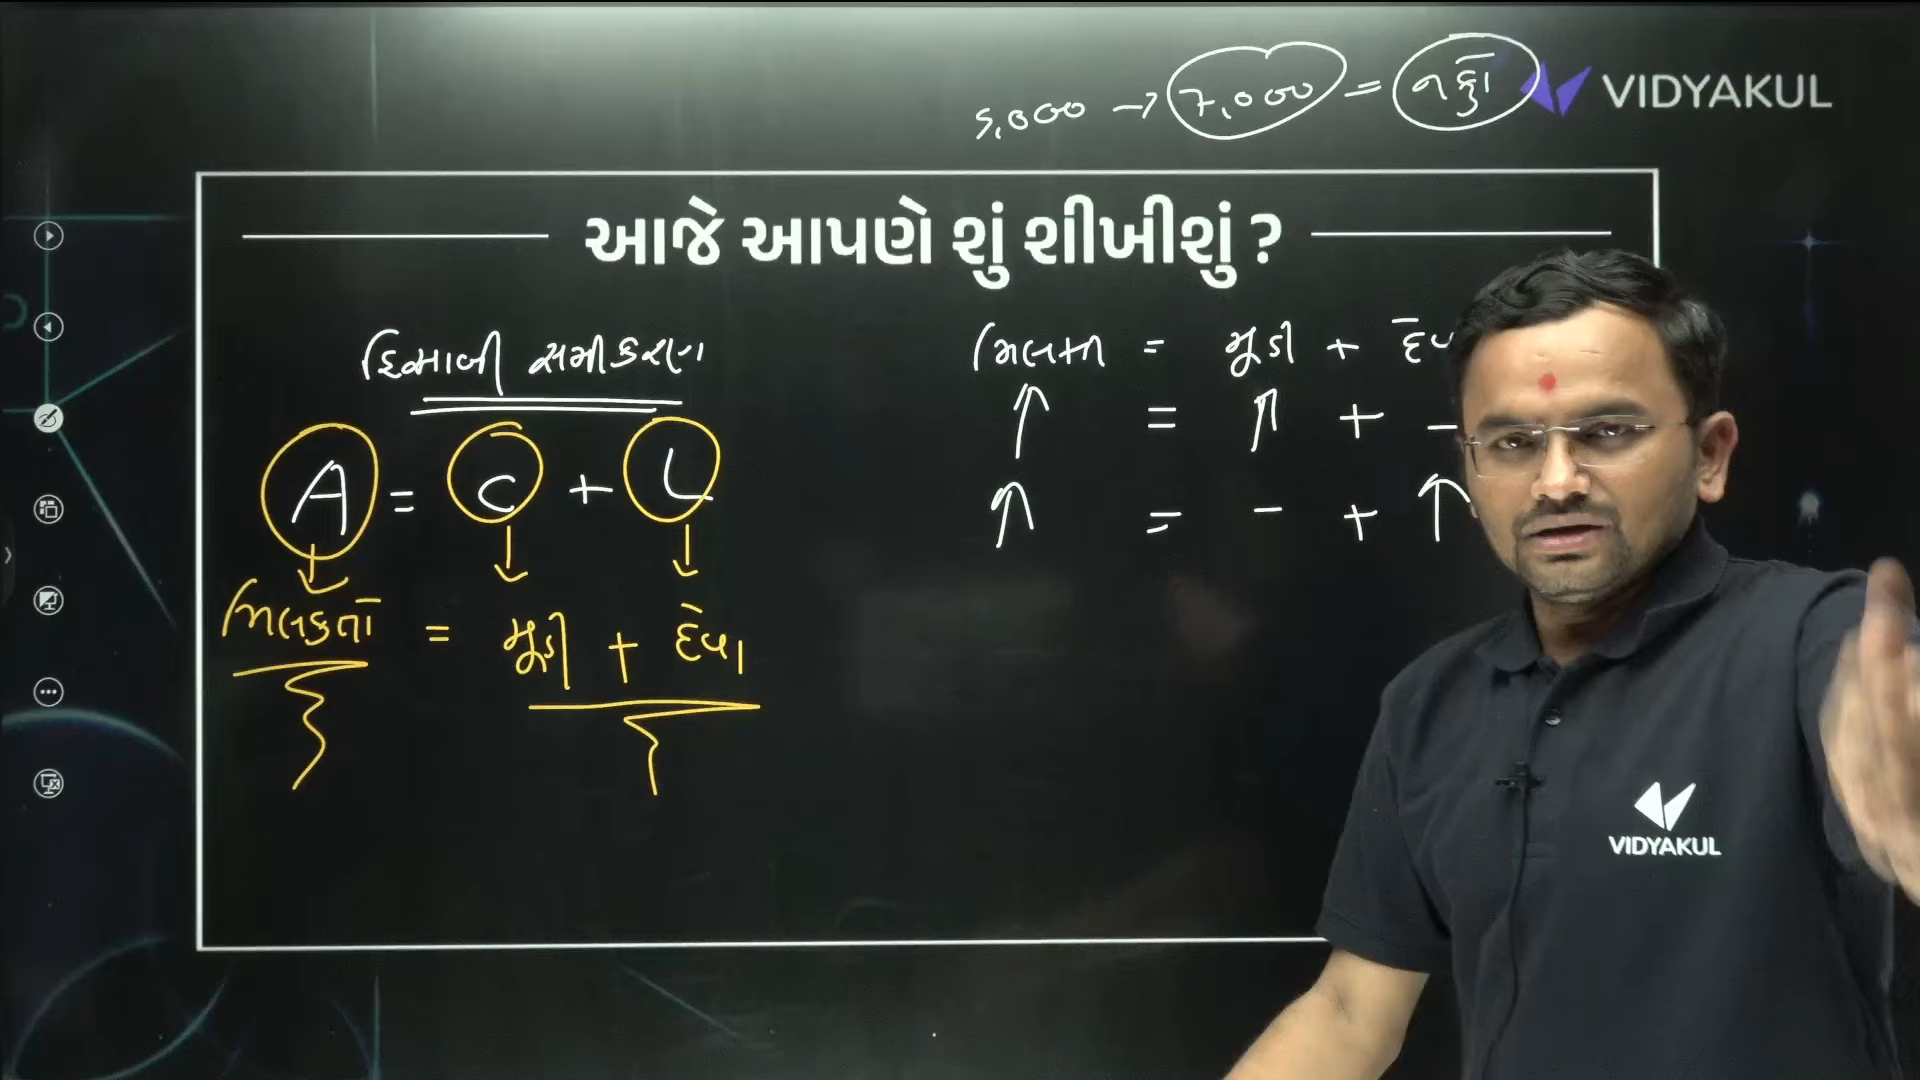 5,000 → 7,000 = નફો
VIDYAKUL
આજે આપણે શું શીખીશું ?
હિસાબી સમીકરણ
A = C + L
મિલકતો = મૂડી + દેવા
મિલકત = મૂડી + દેવ
↑ = ↑ + –
↑ = – + ↑
VIDYAKUL